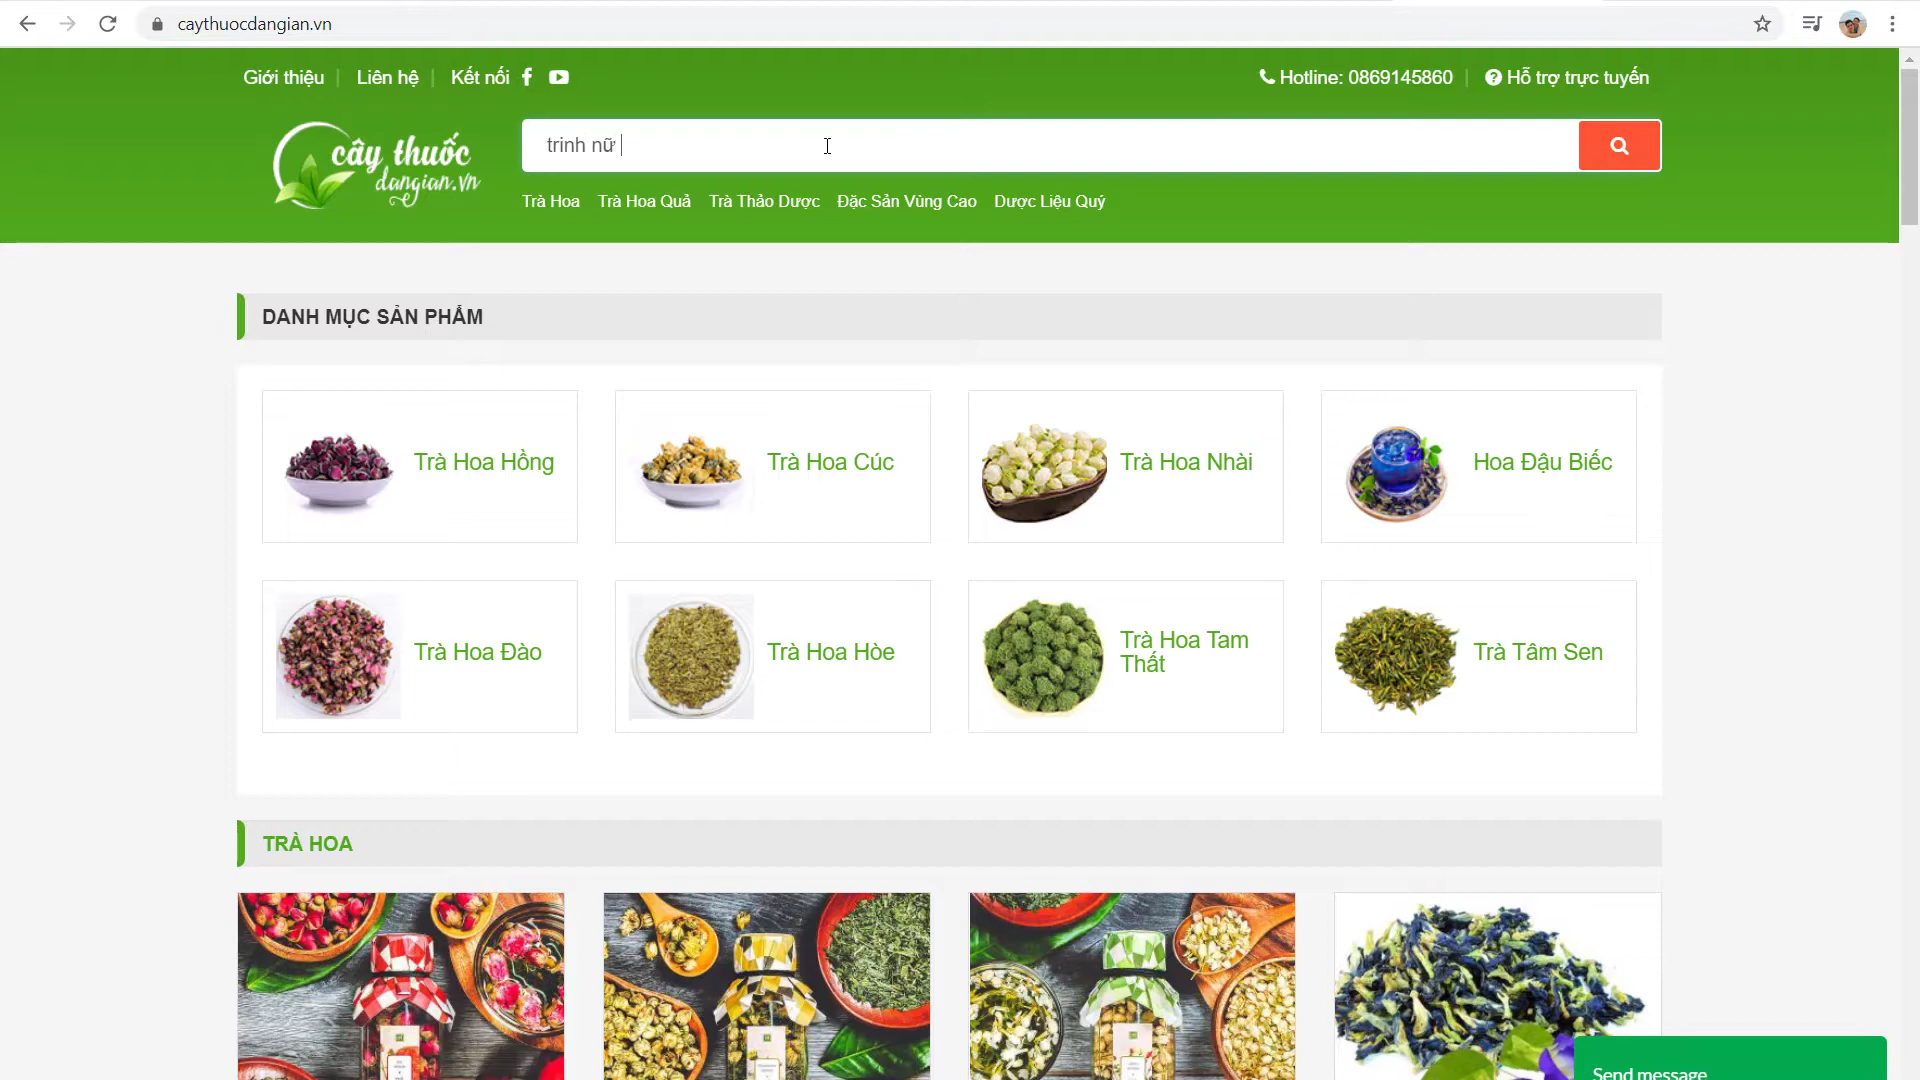 caythuocdangian.vn
Giới thiệu | Liên hệ | Kết nối
Hotline: 0869145860 | Hỗ trợ trực tuyến
cây thuốc
dangian.vn
trinh nữ
Trà Hoa Trà Hoa Quả Trà Thảo Dược Đặc Sản Vùng Cao Dược Liệu Quý
DANH MỤC SẢN PHẨM
Trà Hoa Hồng
Trà Hoa Cúc
Trà Hoa Nhài
Hoa Đậu Biếc
Trà Hoa Đào
Trà Hoa Hòe
Trà Hoa Tam
Thất
Trà Tâm Sen
TRÀ HOA
Send message